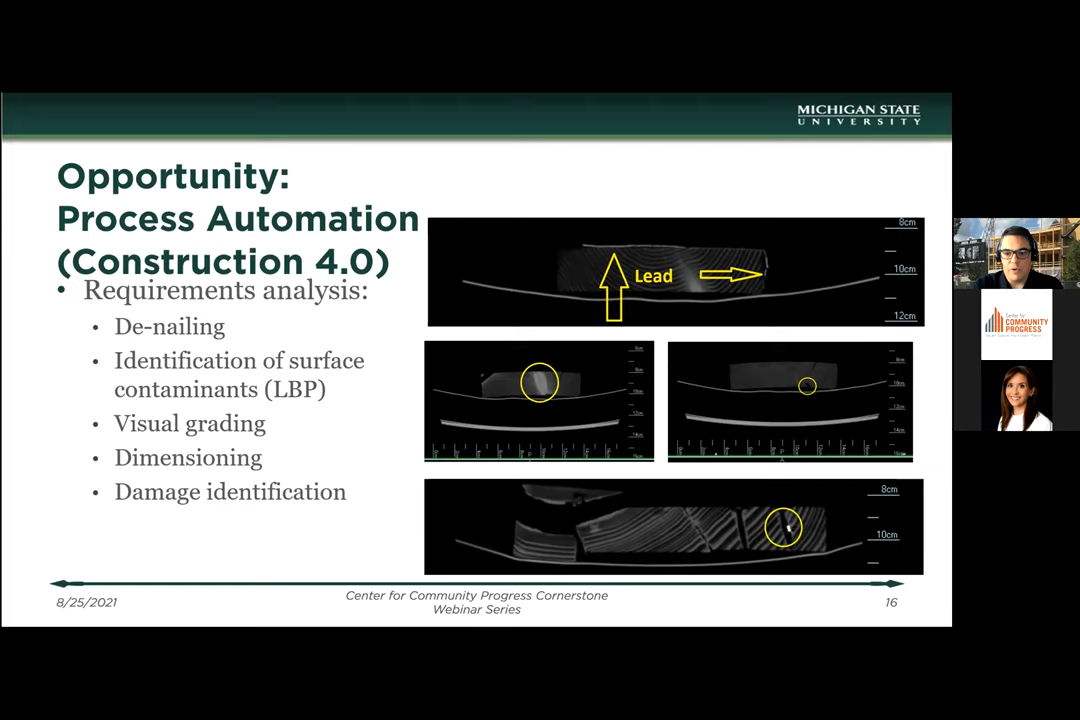 MICHIGAN STATE
UNIVERSITY
Opportunity:
Process Automation
(Construction 4.0)
• Requirements analysis:
• De-nailing
• Identification of surface
contaminants (LBP)
• Visual grading
• Dimensioning
• Damage identification
8cm
Lead
10cm
12cm
8cm
10cm
8/25/2021
Center for Community Progress Cornerstone
Webinar Series
16
Center for
COMMUNITY
PROGRESS